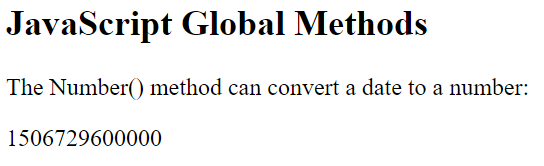 JavaScript Global Methods
The Number() method can convert a date to a number:
1506729600000